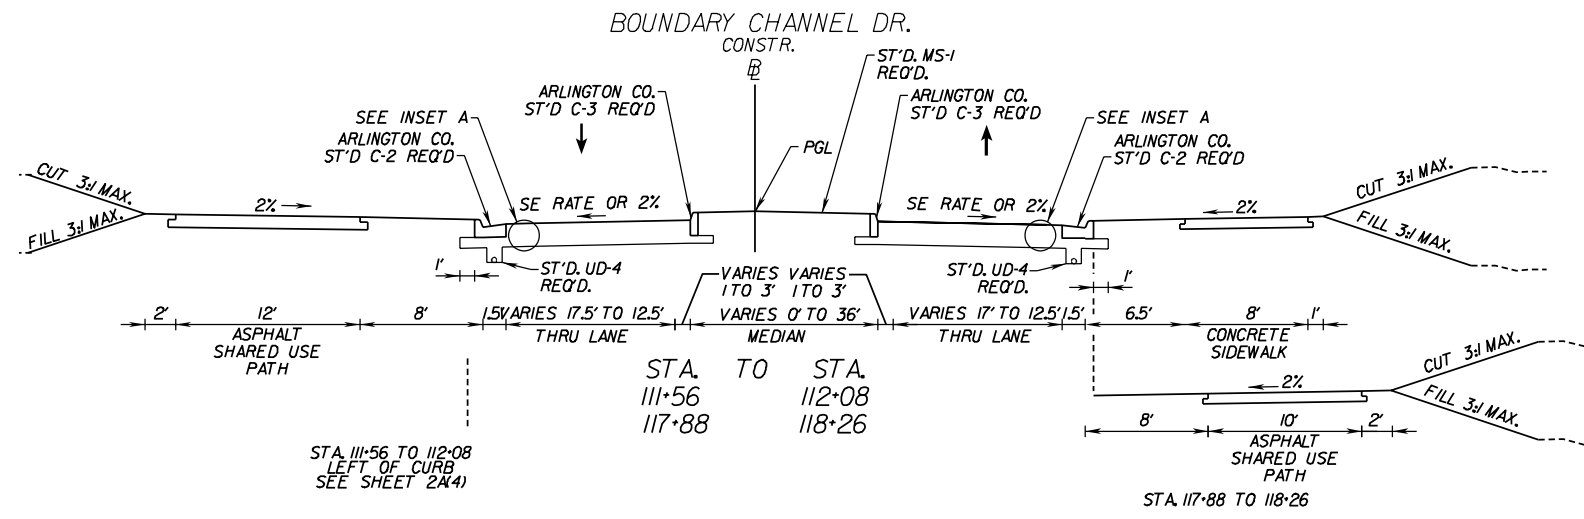 BOUNDARY CHANNEL DR.
CONSTR.
BL
ST'D. MS-1
REQ'D.
ARLINGTON CO.
ST'D C-3 REQ'D
ARLINGTON CO.
ST'D C-3 REQ'D
SEE INSET A
SEE INSET A
ARLINGTON CO.
ST'D C-2 REQ'D
ARLINGTON CO.
ST'D C-2 REQ'D
PGL
CUT 3:1 MAX.
FILL 3:1 MAX.
2%
SE RATE OR 2%
SE RATE OR 2%
2%
CUT 3:1 MAX.
FILL 3:1 MAX.
1'
ST'D. UD-4
REQ'D.
VARIES VARIES
1 TO 3' 1 TO 3'
ST'D. UD-4
REQ'D.
1'
2' 12' 8' 1.5' VARIES 17.5' TO 12.5' VARIES 0' TO 36' VARIES 17' TO 12.5' 1.5' 6.5' 8' 1'
ASPHALT
SHARED USE
PATH
THRU LANE
MEDIAN
THRU LANE
CONCRETE
SIDEWALK
STA. TO STA.
111+56 112+08
117+88 118+26
2%
CUT 3:1 MAX.
FILL 3:1 MAX.
8' 10' 2'
ASPHALT
SHARED USE
PATH
STA. 117+88 TO 118+26
STA. 111+56 TO 112+08
LEFT OF CURB
SEE SHEET 2A(4)